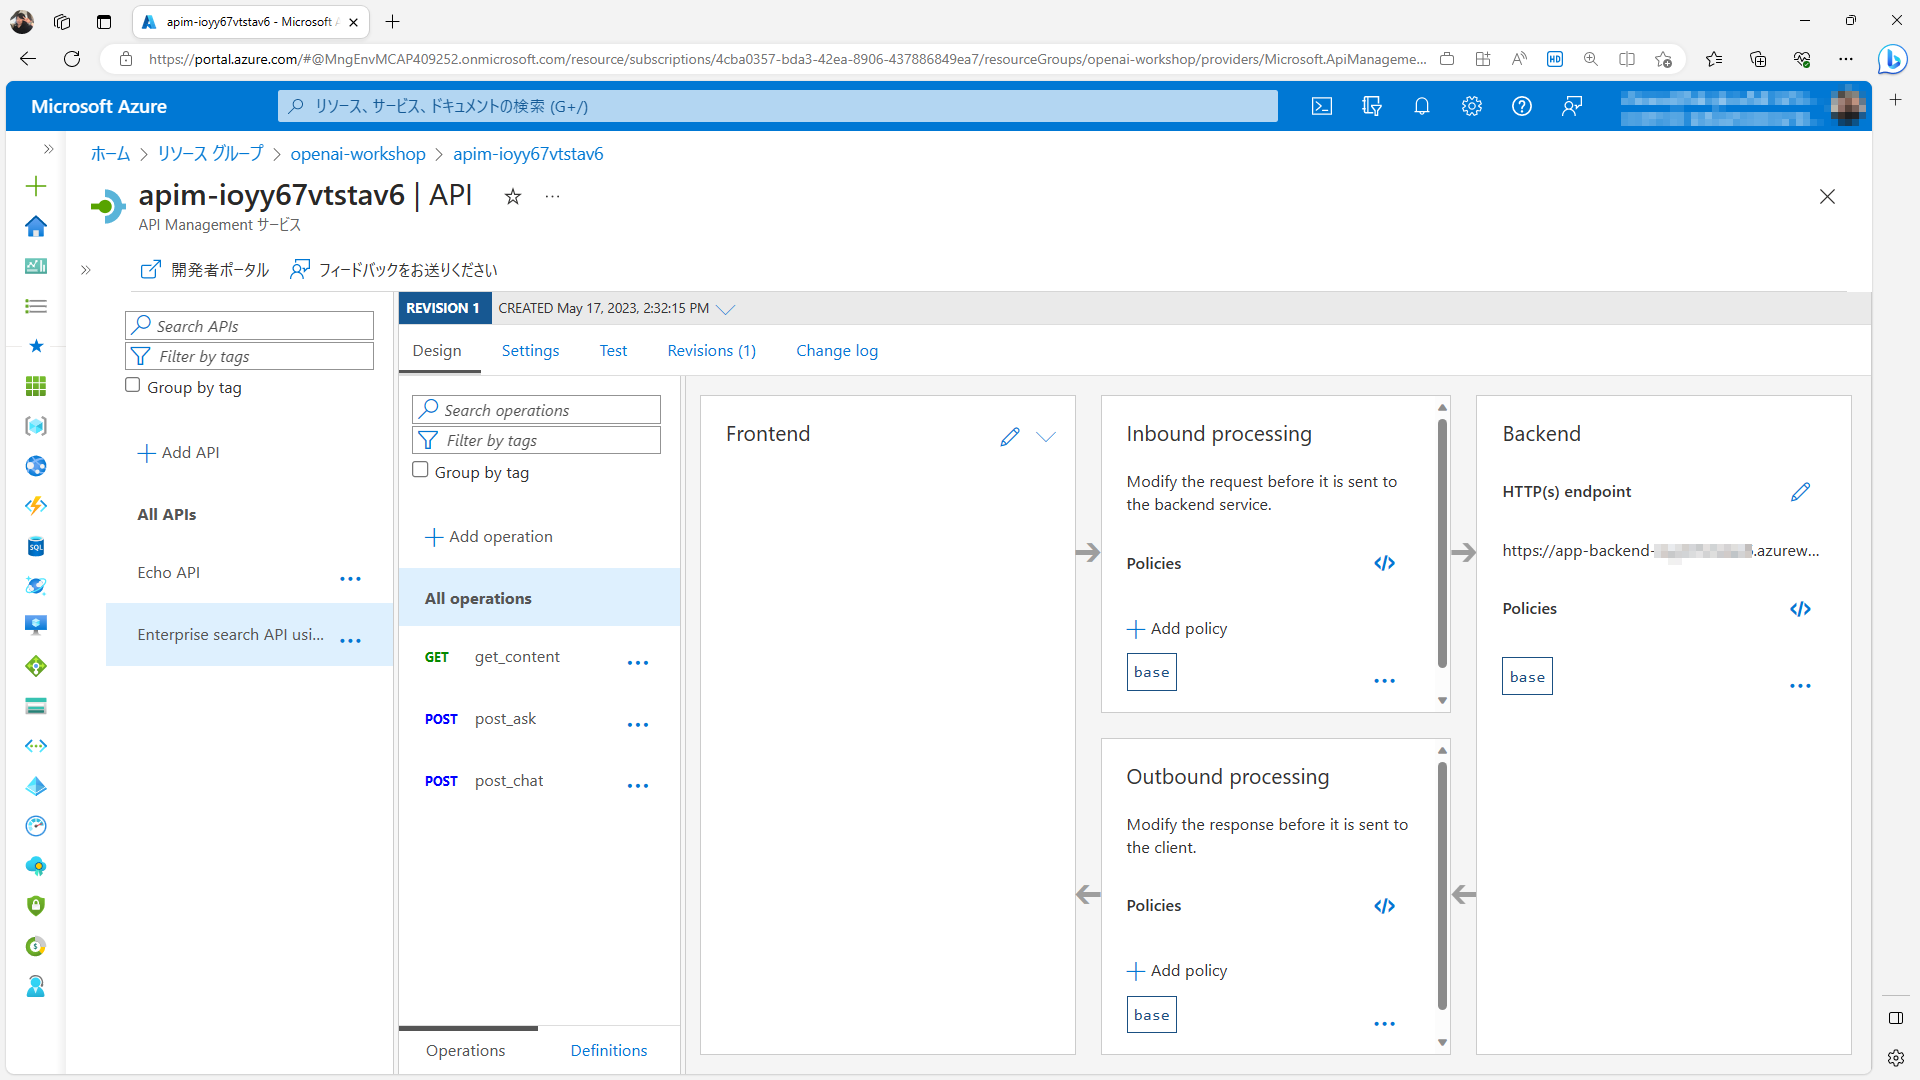 apim-ioyy67vtstav6 - Microsoft A
https://portal.azure.com/#@MngEnvMCAP409252.onmicrosoft.com/resource/subscriptions/4cba0357-bda3-42ea-8906-437886849ea7/resourceGroups/openai-workshop/providers/Microsoft.ApiManageme...
HD
Microsoft Azure
リソース、サービス、ドキュメントの検索 (G+/)
ホーム > リソース グループ > openai-workshop > apim-ioyy67vtstav6
apim-ioyy67vtstav6 | API
API Management サービス
開発者ポータル
フィードバックをお送りください
Search APIs
Filter by tags
Group by tag
Add API
All APIs
Echo API
Enterprise search API usi...
REVISION 1
CREATED May 17, 2023, 2:32:15 PM
Design
Settings
Test
Revisions (1)
Change log
Search operations
Filter by tags
Group by tag
Add operation
All operations
GET get_content
POST post_ask
POST post_chat
Operations
Definitions
Frontend
Inbound processing
Modify the request before it is sent to
the backend service.
Policies
Add policy
base
Outbound processing
Modify the response before it is sent to
the client.
Policies
Add policy
base
Backend
HTTP(s) endpoint
https://app-backend- .azurew...
Policies
base
SQL